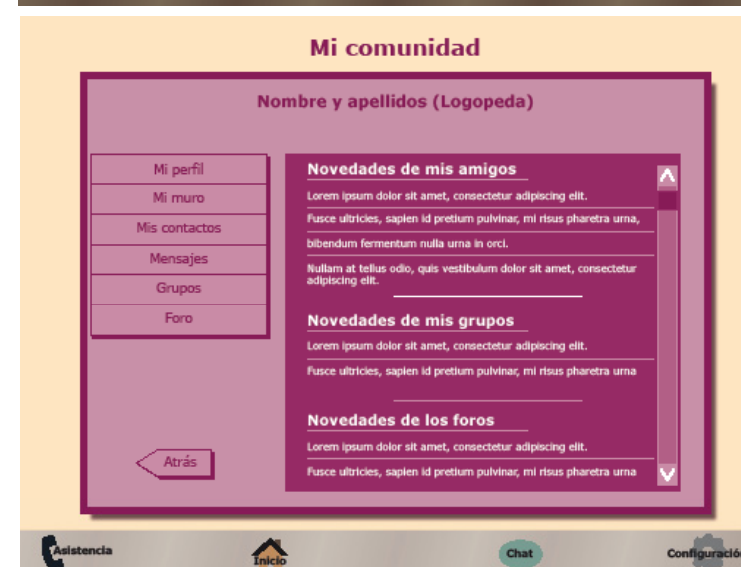 Mi comunidad
Nombre y apellidos (Logopeda)
Mi perfil
Mi muro
Mis contactos
Mensajes
Grupos
Foro
Atrás
Novedades de mis amigos
Lorem ipsum dolor sit amet, consectetur adipiscing elit.
Fusce ultricies, sapien id pretium pulvinar, mi risus pharetra urna,
bibendum fermentum nulla urna in orci.
Nullam at tellus odio, quis vestibulum dolor sit amet, consectetur
adipiscing elit.
Novedades de mis grupos
Lorem ipsum dolor sit amet, consectetur adipiscing elit.
Fusce ultricies, sapien id pretium pulvinar, mi risus pharetra urna
Novedades de los foros
Lorem ipsum dolor sit amet, consectetur adipiscing elit.
Fusce ultricies, sapien id pretium pulvinar, mi risus pharetra urna
Asistencia
Inicio
Chat
Configuración